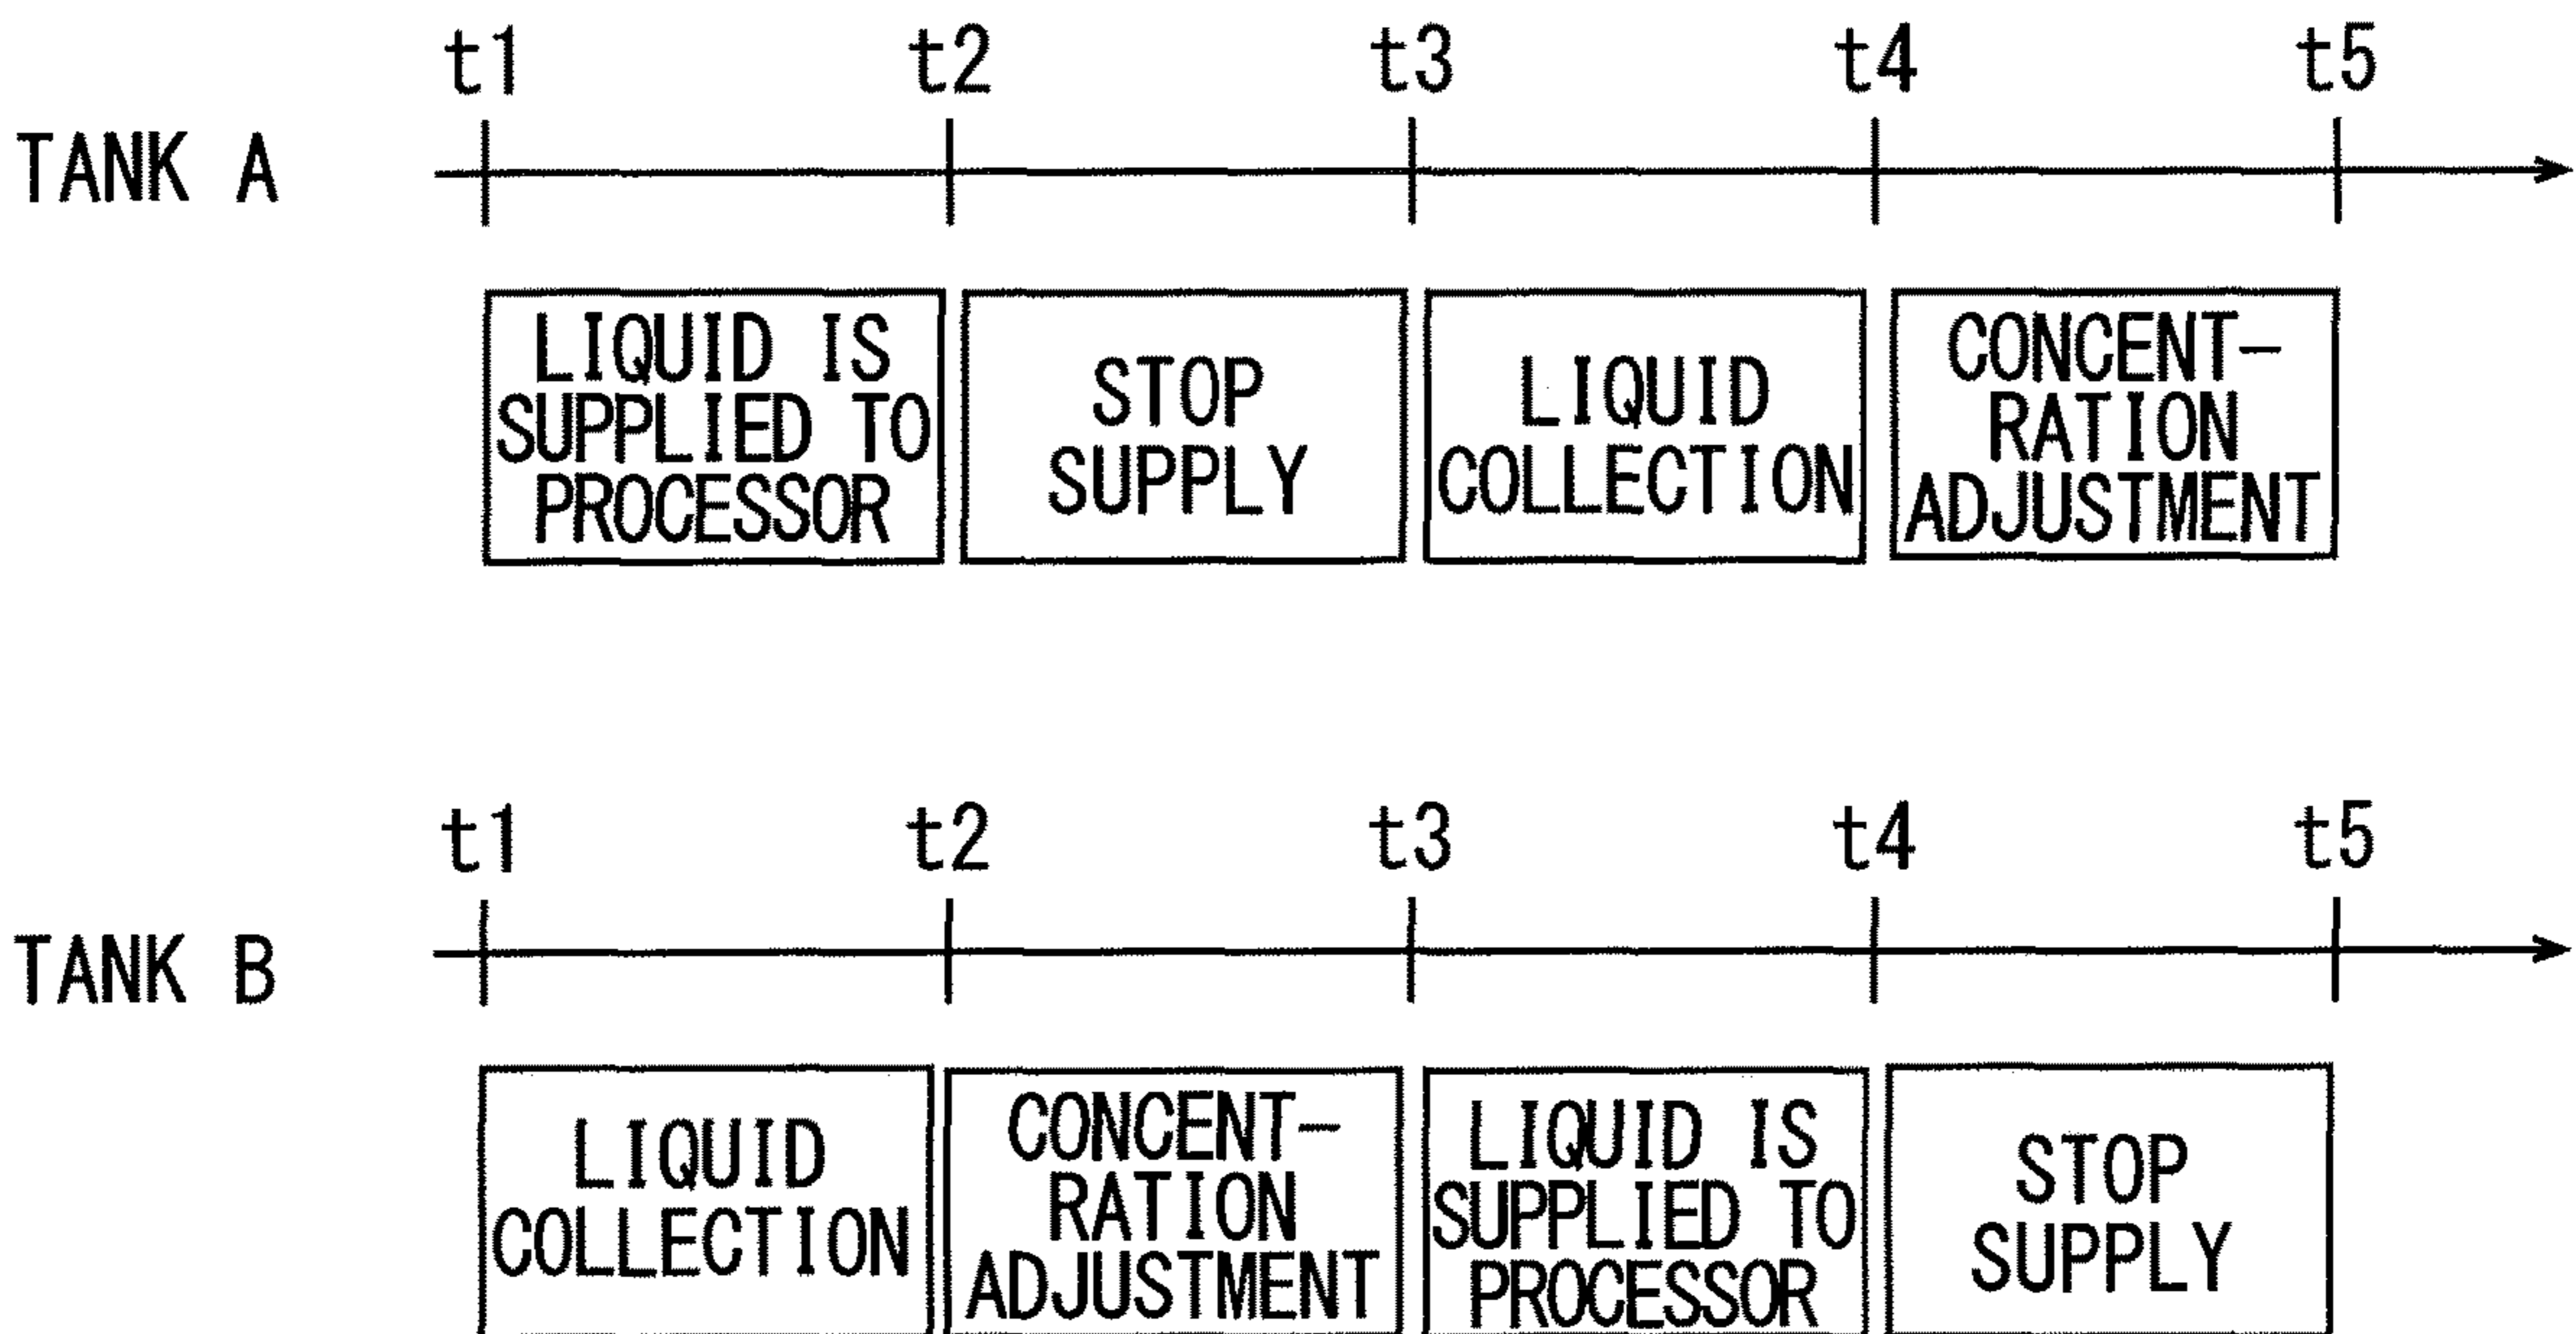 t1 t2 t3 t4 t5
TANK A
LIQUID IS
SUPPLIED TO
PROCESSOR
STOP
SUPPLY
LIQUID
COLLECTION
CONCENT-
RATION
ADJUSTMENT
t1 t2 t3 t4 t5
TANK B
LIQUID
COLLECTION
CONCENT-
RATION
ADJUSTMENT
LIQUID IS
SUPPLIED TO
PROCESSOR
STOP
SUPPLY